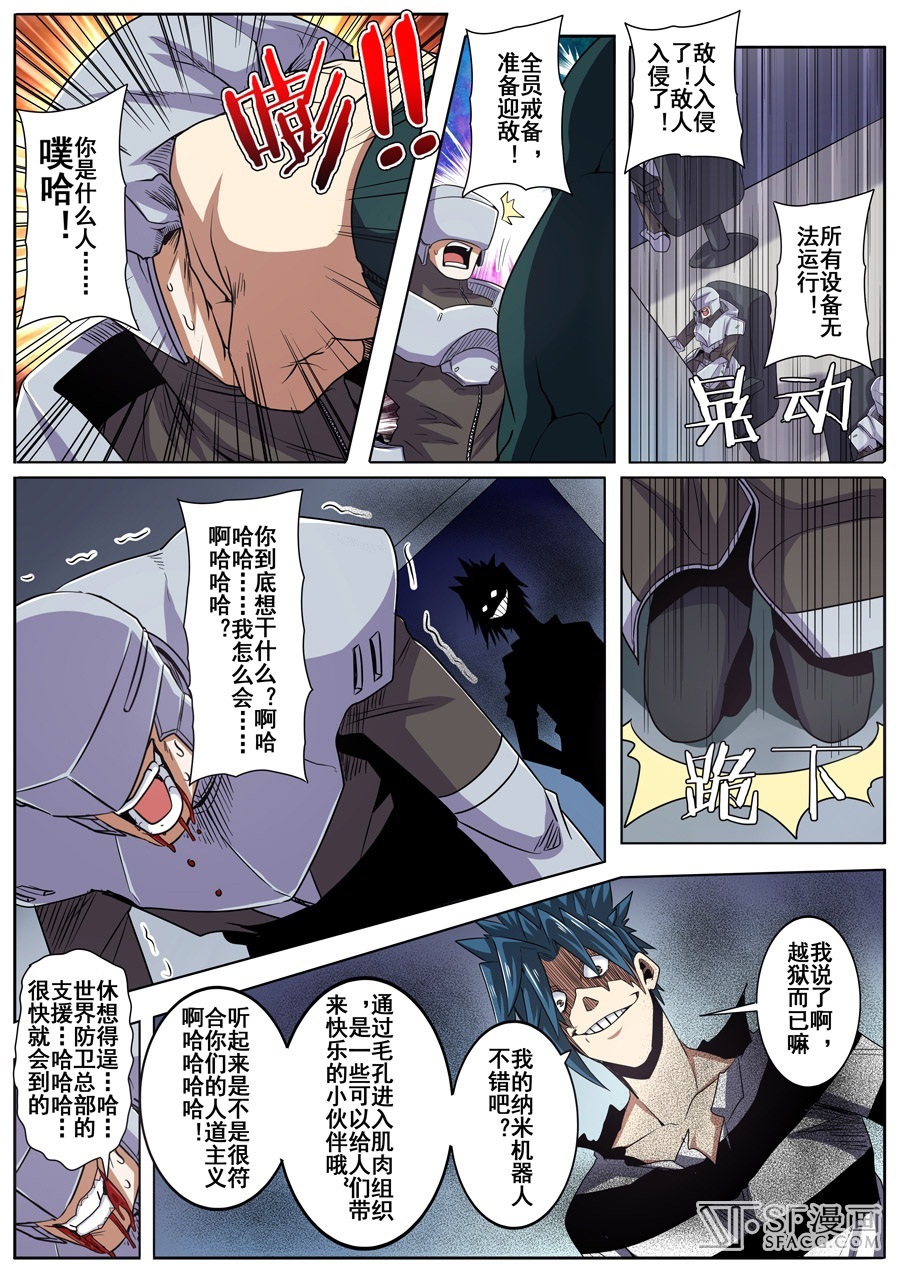 敌人入侵
了！敌人
入侵了！
所有设备无
法运行！
晃动
全员戒备，
准备迎敌！
嘭！！
你是什么人……
噗哈！
跪下
你到底想干什么？啊哈
哈哈……我怎么会……
啊哈哈哈？
我说了啊，
越狱而已嘛
我的纳米机器人
不错吧？
通过毛孔进入肌肉组织
，是一些可以给人们带
来快乐的小伙伴哦，
听起来是不是很符
合你们的人道主义
啊哈哈哈哈！
休想得逞…哈…
世界防卫总部的
支援…哈哈哈…
很快就会到的
SF漫画
SFACG.COM